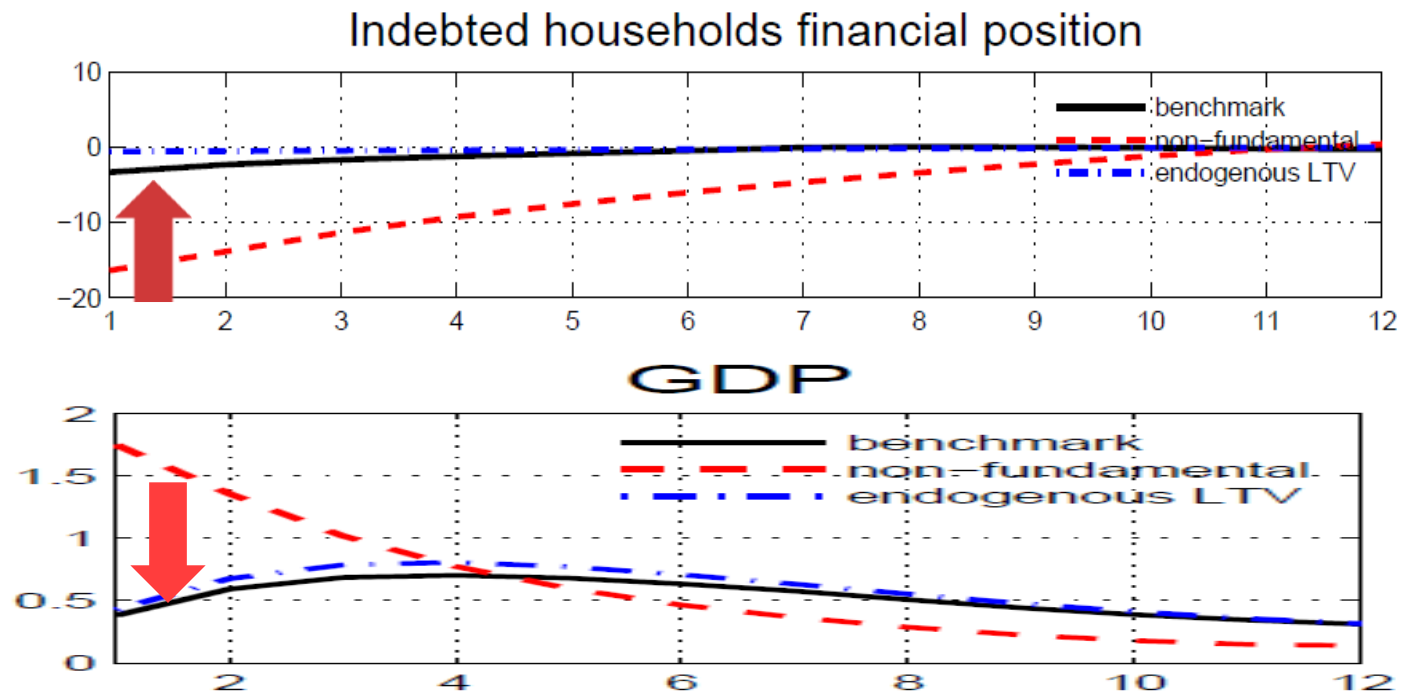 Indebted households financial position
10
0
−10
−20
benchmark
non−fundamental
endogenous LTV
1 2 3 4 5 6 7 8 9 10 11 12
GDP
2
1.5
1
0.5
0
benchmark
non−fundamental
endogenous LTV
2 4 6 8 10 12